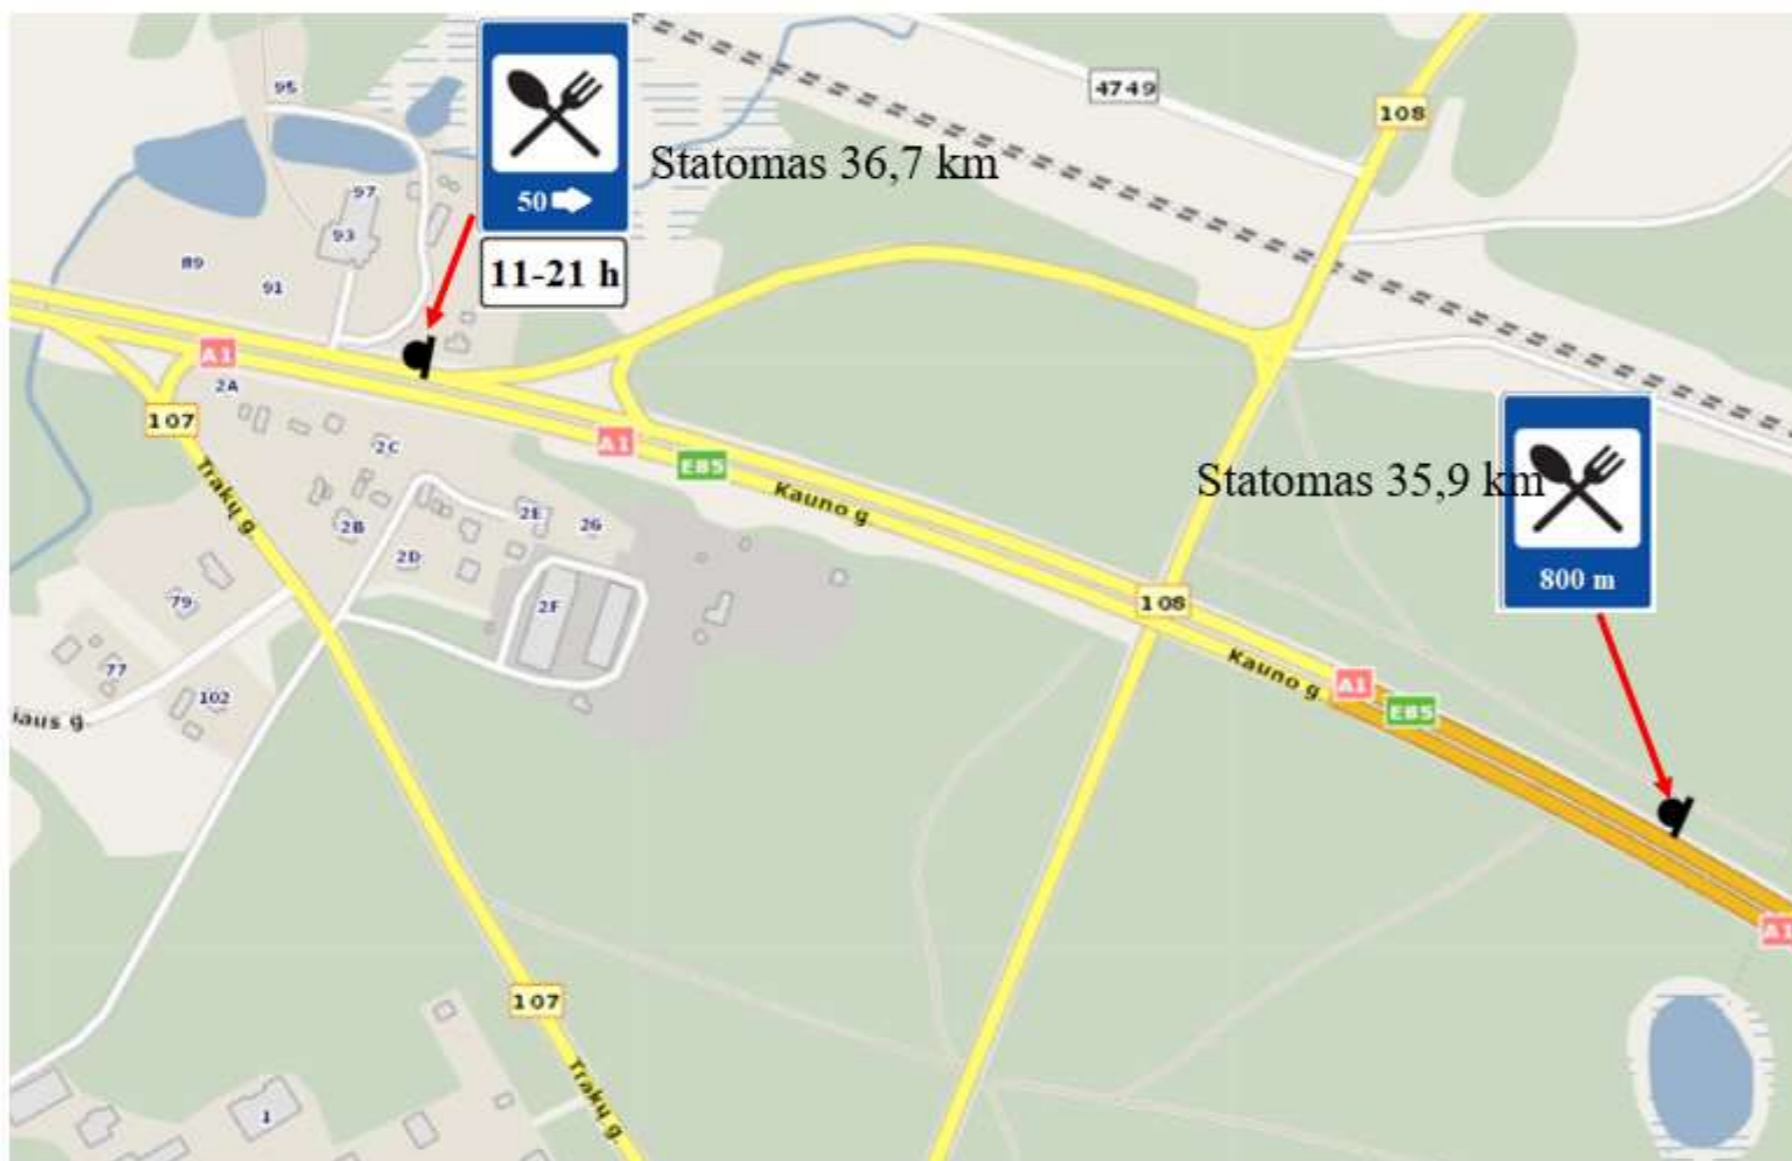 95
4749
108
Statomas 36,7 km
97
50
93
89
11-21 h
91
A1
2A
107
A1
2C
E85
Kauno g.
Statomas 35,9 km
Trakų g.
2B
2E
2G
2D
800 m
79
2F
108
77
Kauno g.
A1
102
E85
iaus g.
A1
107
Trakų g.
1